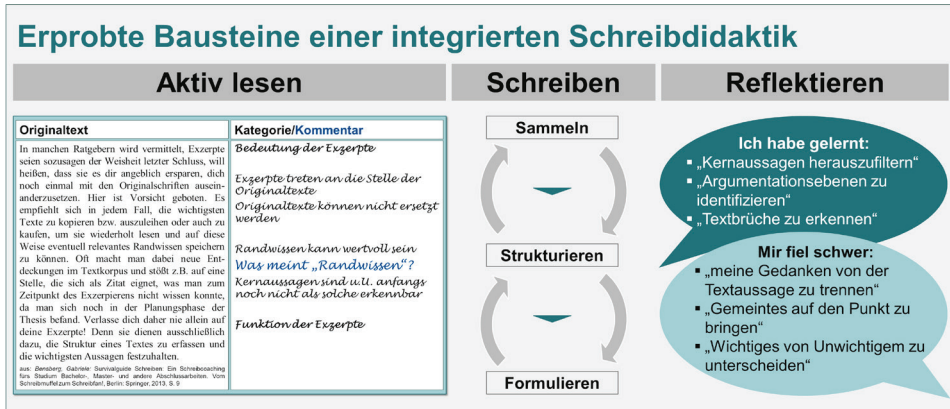 Erprobte Bausteine einer integrierten Schreibdidaktik
Aktiv lesen
Originaltext
In manchen Ratgebern wird vermittelt, Exzerpte
seien sozusagen der Weisheit letzter Schluss, will
heißen, dass sie es dir angeblich ersparen, dich
noch einmal mit den Originalschriften ausein-
anderzusetzen. Hier ist Vorsicht geboten. Es
empfiehlt sich in jedem Fall, die wichtigsten
Texte zu kopieren bzw. auszuleihen oder auch zu
kaufen, um sie wiederholt lesen und auf diese
Weise eventuell relevantes Randwissen speichern
zu können. Oft macht man dabei neue Ent-
deckungen im Textkorpus und stößt z.B. auf eine
Stelle, die sich als Zitat eignet, was man zum
Zeitpunkt des Exzerpierens nicht wissen konnte,
da man sich noch in der Planungsphase der
Thesis befand. Verlasse dich daher nie allein auf
deine Exzerpte! Denn sie dienen ausschließlich
dazu, die Struktur eines Textes zu erfassen und
die wichtigsten Aussagen festzuhalten.
aus: Bensberg, Gabriele: Survivalguide Schreiben. Ein Schreibcoaching
fürs Studium Bachelor-, Master- und andere Abschlussarbeiten. Vom
Schreibmuffel zum Schreibfan!, Berlin: Springer, 2013. S. 9
Kategorie/Kommentar
Bedeutung der Exzerpte
Exzerpte treten an die Stelle der
Originaltexte
Originaltexte können nicht ersetzt
werden
Randwissen kann wertvoll sein
Was meint „Randwissen“?
Kernaussagen sind u.U. anfangs
noch nicht als solche erkennbar
Funktion der Exzerpte
Schreiben
Sammeln
Strukturieren
Formulieren
Reflektieren
Ich habe gelernt:
▪ „Kernaussagen herauszufiltern“
▪ „Argumentationsebenen zu
identifizieren“
▪ „Textbrüche zu erkennen“
Mir fiel schwer:
▪ „meine Gedanken von der
Textaussage zu trennen“
▪ „Gemeintes auf den Punkt zu
bringen“
▪ „Wichtiges von Unwichtigem zu
unterscheiden“